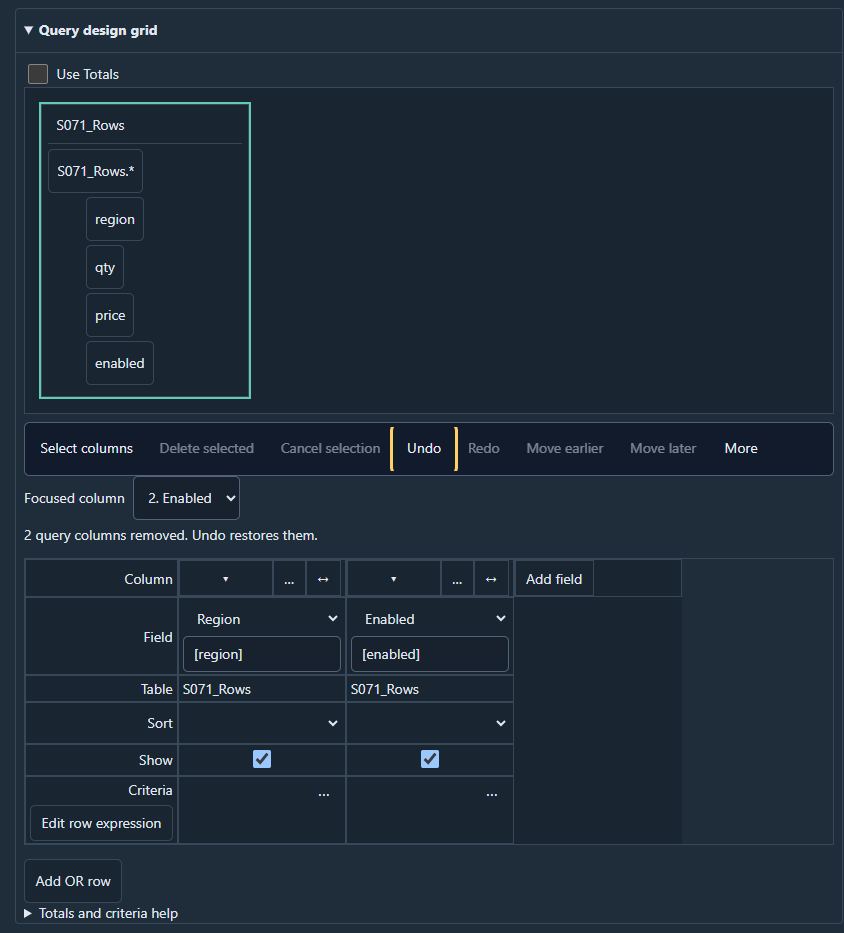 ▼ Query design grid
Use Totals
S071_Rows
S071_Rows.*
region
qty
price
enabled
Select columns Delete selected Cancel selection Undo Redo Move earlier Move later More
Focused column 2. Enabled
2 query columns removed. Undo restores them.
Column ▾ ... ↔ ▾ ... ↔ Add field
Field Region Enabled
[region] [enabled]
Table S071_Rows S071_Rows
Sort
Show
Criteria ... ...
Edit row expression
Add OR row
▶ Totals and criteria help